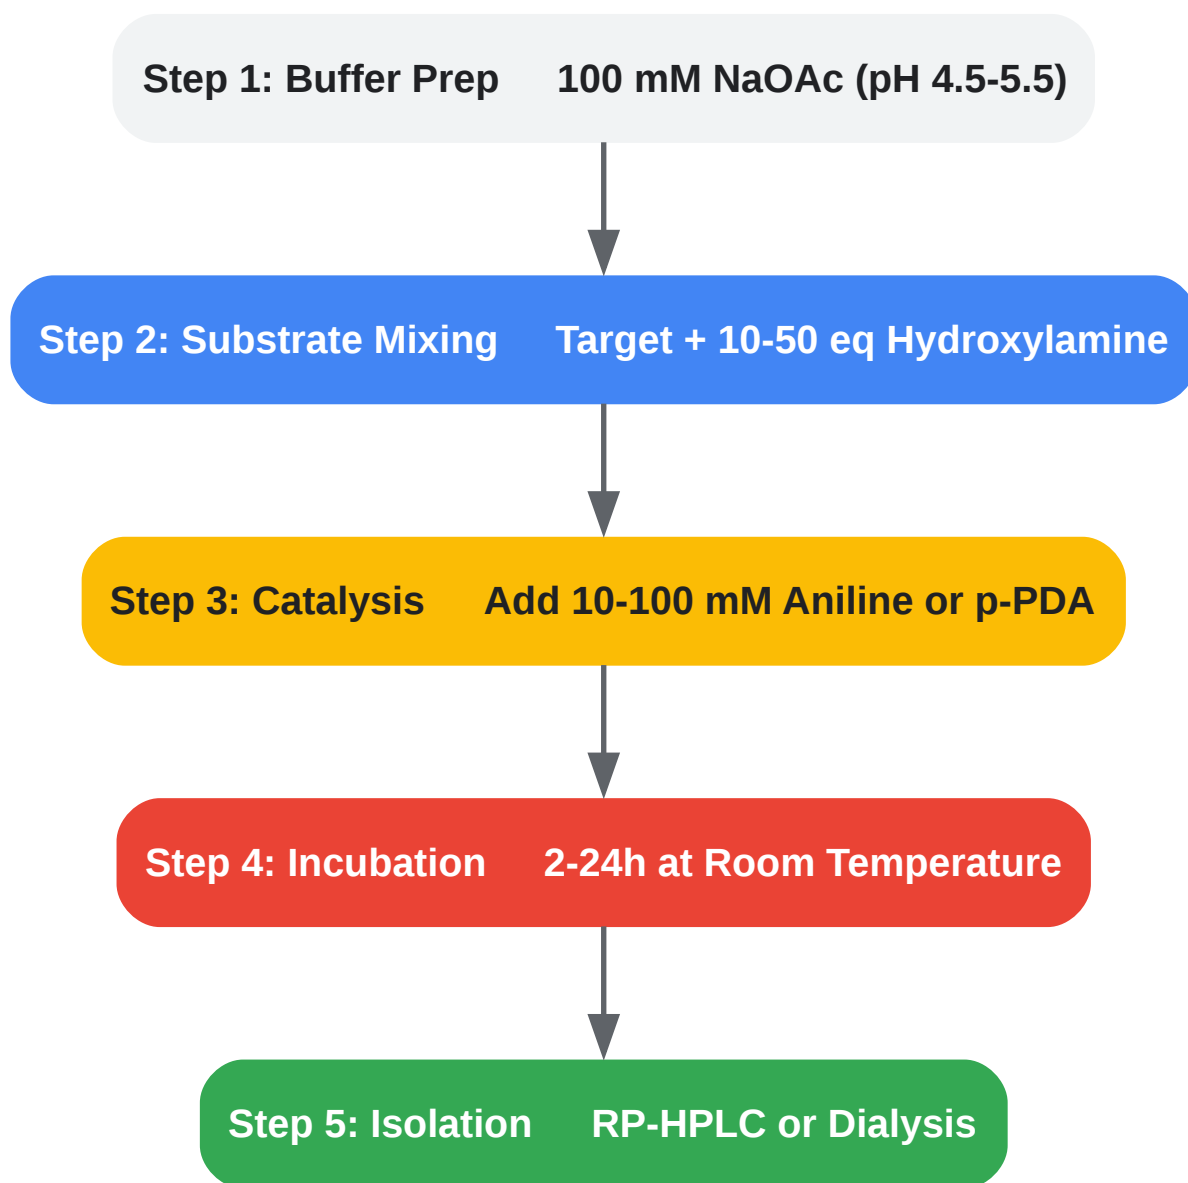 Step 1: Buffer Prep 100 mM NaOAc (pH 4.5-5.5)
Step 2: Substrate Mixing Target + 10-50 eq Hydroxylamine
Step 3: Catalysis Add 10-100 mM Aniline or p-PDA
Step 4: Incubation 2-24h at Room Temperature
Step 5: Isolation RP-HPLC or Dialysis